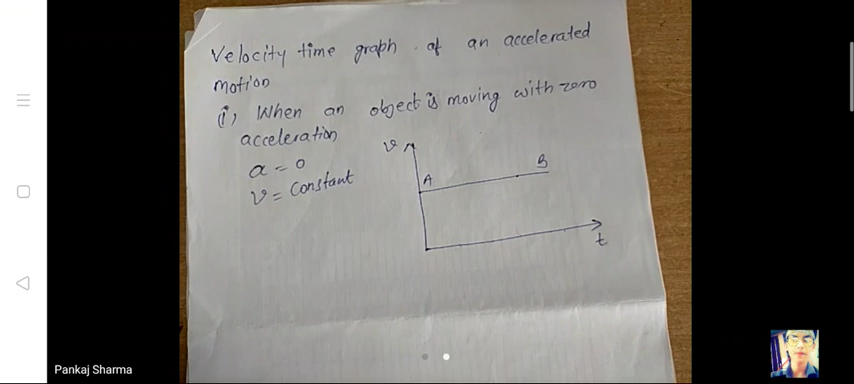 Velocity time graph of an accelerated
motion
(i) When an object is moving with zero
acceleration
a = 0
v = Constant
v
A
B
t
Pankaj Sharma